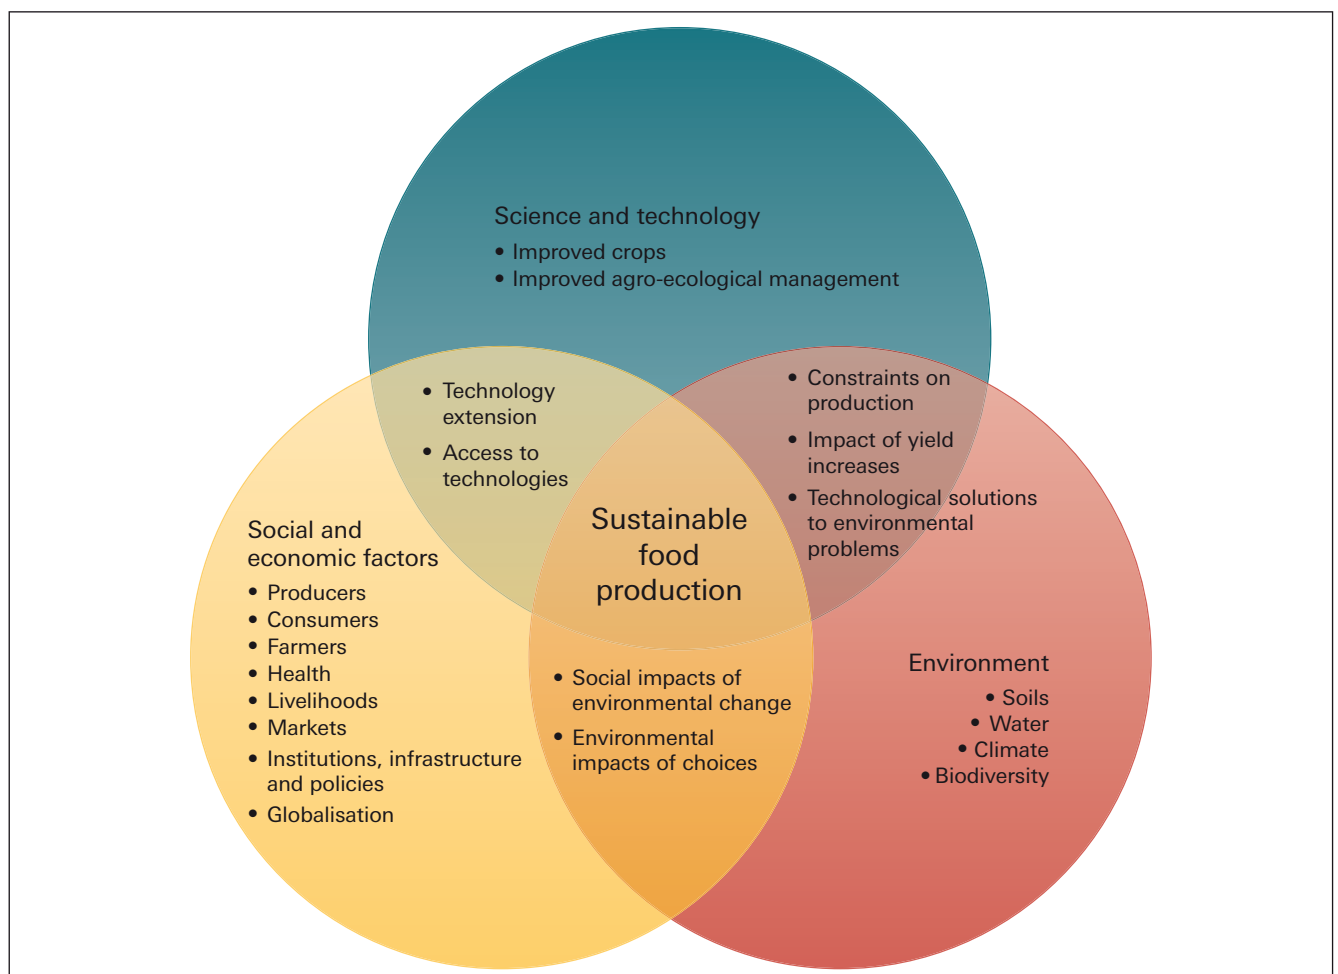 Science and technology
• Improved crops
• Improved agro-ecological management
• Technology
extension
• Access to
technologies
• Constraints on
production
• Impact of yield
increases
• Technological solutions
to environmental
problems
Sustainable
food
production
Social and
economic factors
• Producers
• Consumers
• Farmers
• Health
• Livelihoods
• Markets
• Institutions, infrastructure
and policies
• Globalisation
• Social impacts of
environmental change
• Environmental
impacts of choices
Environment
• Soils
• Water
• Climate
• Biodiversity